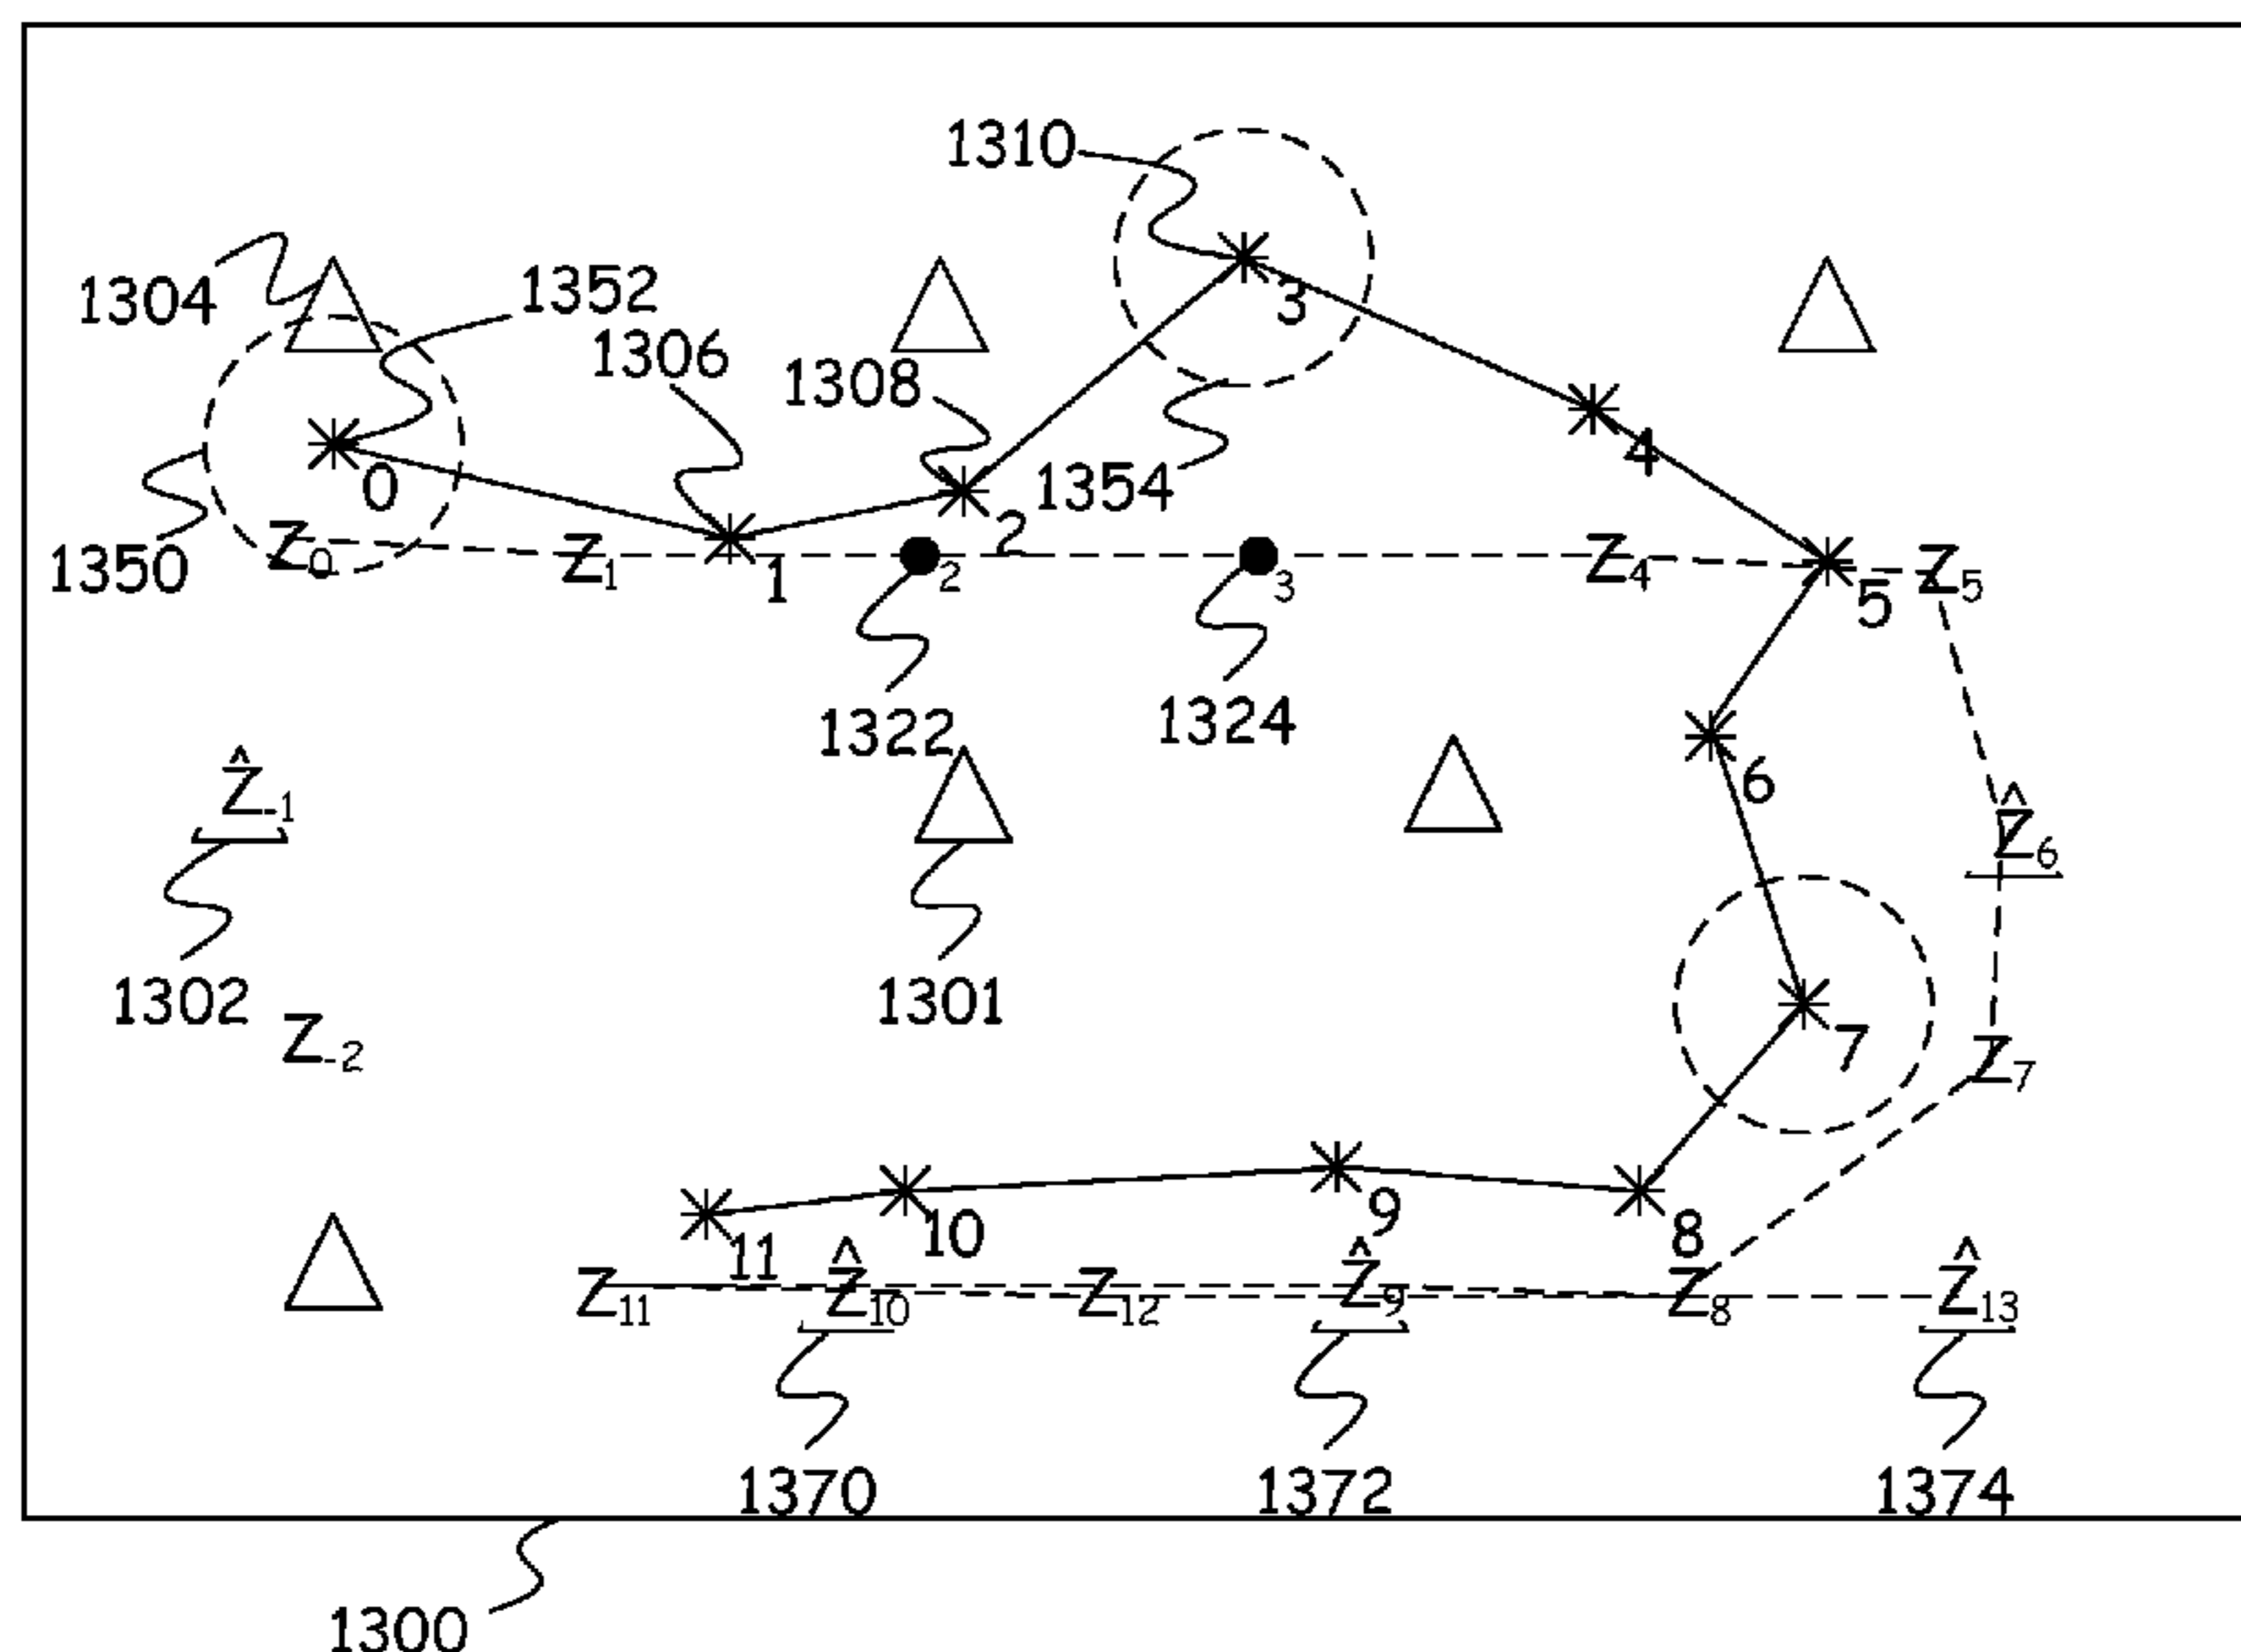 1310
3
1304
1352
1306
1308
4
0
1354
2
1350
Z₀
Z₁
1
2
3
Z₄
5
Z₅
1322
1324
Ẑ₋₁
6
Ẑ₆
1302
1301
Z₋₂
7
Z₇
11
10
9
8
Z₁₁
Ẑ₁₀
Z₁₂
Ẑ₉
Z₈
Ẑ₁₃
1370
1372
1374
1300